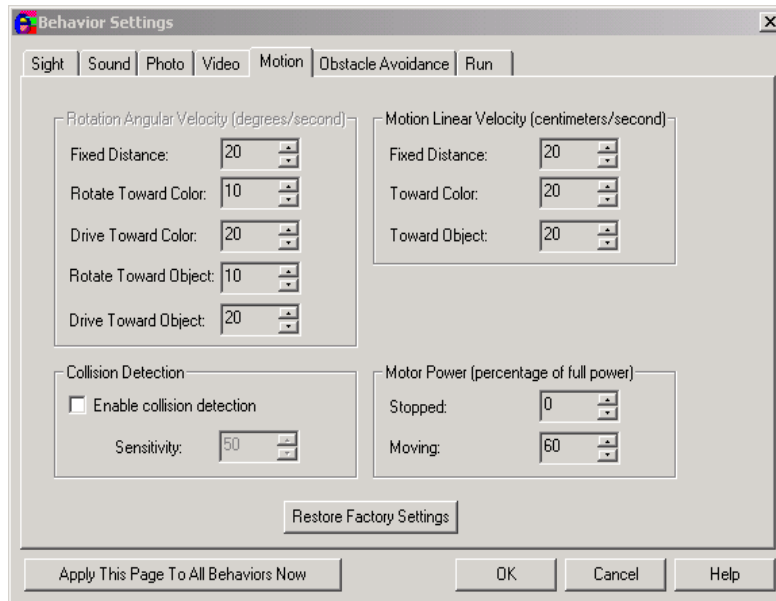 Behavior Settings
Sight Sound Photo Video Motion Obstacle Avoidance Run
Rotation Angular Velocity (degrees/second)
Fixed Distance: 20
Rotate Toward Color: 10
Drive Toward Color: 20
Rotate Toward Object: 10
Drive Toward Object: 20
Motion Linear Velocity (centimeters/second)
Fixed Distance: 20
Toward Color: 20
Toward Object: 20
Collision Detection
Enable collision detection
Sensitivity: 50
Motor Power (percentage of full power)
Stopped: 0
Moving: 60
Restore Factory Settings
Apply This Page To All Behaviors Now OK Cancel Help